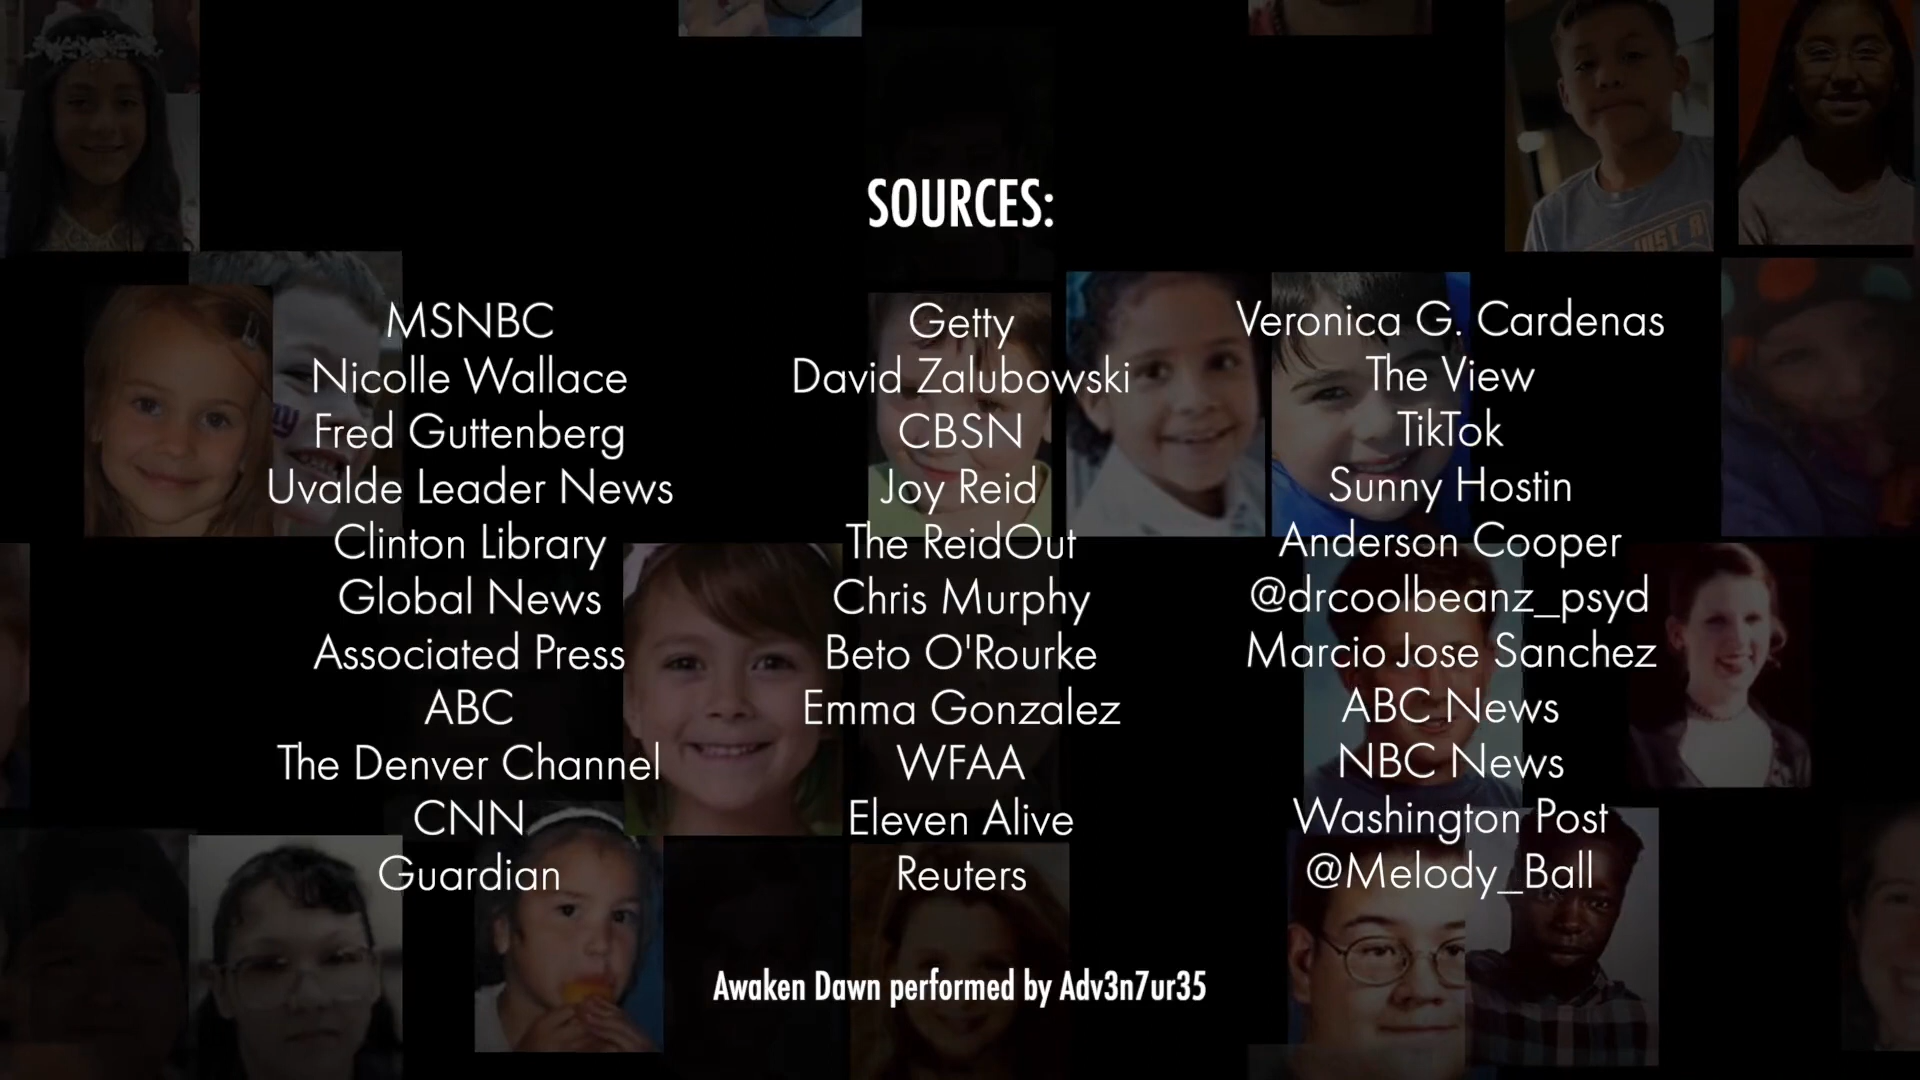 SOURCES:
MSNBC
Nicolle Wallace
Fred Guttenberg
Uvalde Leader News
Clinton Library
Global News
Associated Press
ABC
The Denver Channel
CNN
Guardian
Getty
David Zalubowski
CBSN
Joy Reid
The ReidOut
Chris Murphy
Beto O'Rourke
Emma Gonzalez
WFAA
Eleven Alive
Reuters
Veronica G. Cardenas
The View
TikTok
Sunny Hostin
Anderson Cooper
@drcoolbeanz_psyd
Marcio Jose Sanchez
ABC News
NBC News
Washington Post
@Melody_Ball
Awaken Dawn performed by Adv3n7ur35